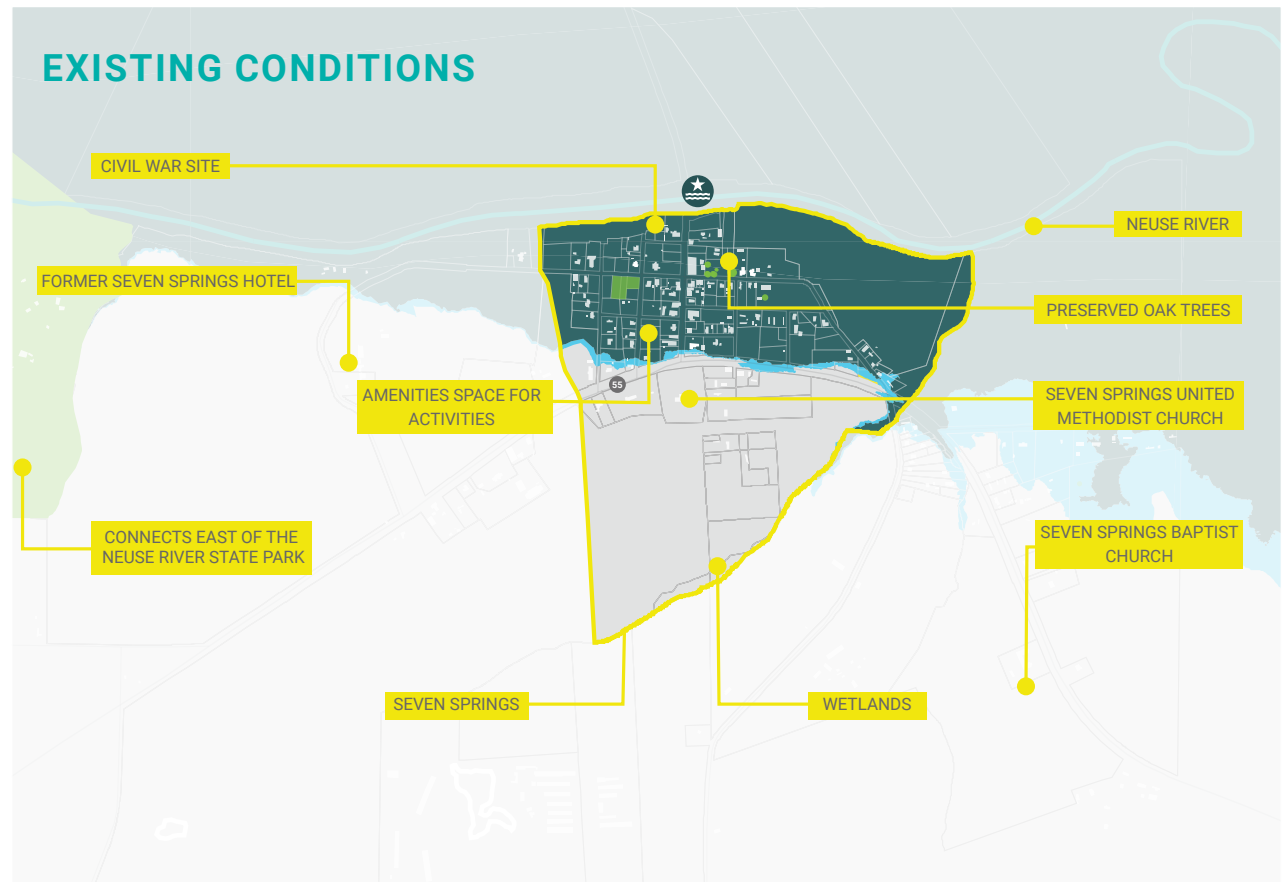 EXISTING CONDITIONS
CIVIL WAR SITE
NEUSE RIVER
FORMER SEVEN SPRINGS HOTEL
PRESERVED OAK TREES
55
AMENITIES SPACE FOR
ACTIVITIES
SEVEN SPRINGS UNITED
METHODIST CHURCH
CONNECTS EAST OF THE
NEUSE RIVER STATE PARK
SEVEN SPRINGS BAPTIST
CHURCH
SEVEN SPRINGS
WETLANDS